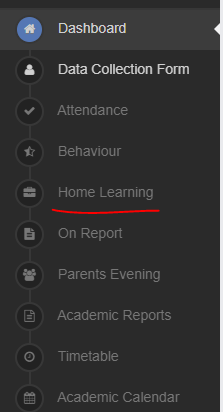 Dashboard
Data Collection Form
Attendance
Behaviour
Home Learning
On Report
Parents Evening
Academic Reports
Timetable
Academic Calendar